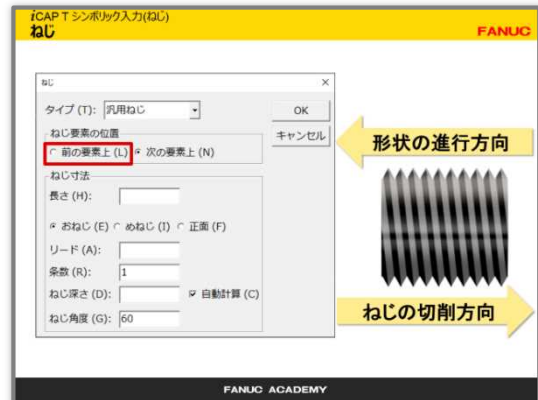 iCAP T シンボリック入力(ねじ)
ねじ
FANUC
ねじ
×
タイプ (T): 汎用ねじ
OK
キャンセル
ねじ要素の位置
前の要素上 (L) 次の要素上 (N)
ねじ寸法
長さ (H):
おねじ (E) めねじ (I) 正面 (F)
リード (A):
条数 (R): 1
ねじ深さ (D): 自動計算 (C)
ねじ角度 (G): 60
形状の進行方向
ねじの切削方向
FANUC ACADEMY